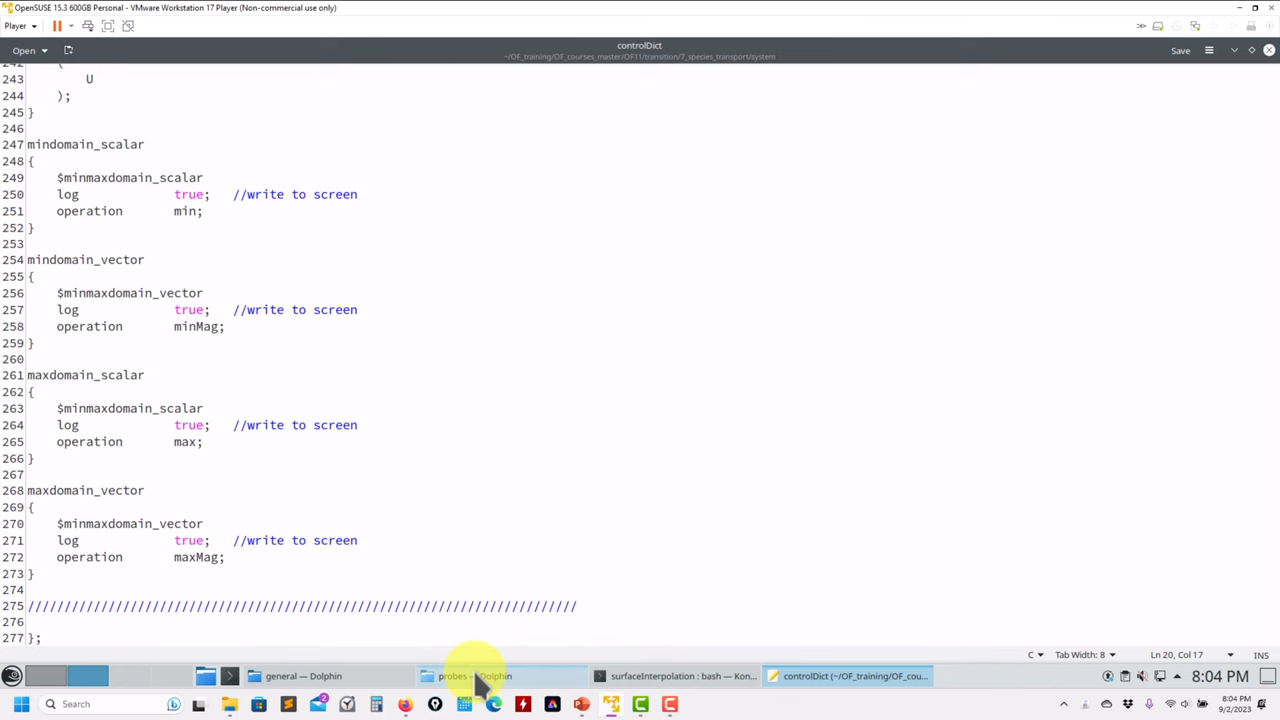 OpenSUSE 15.3 600GB Personal - VMware Workstation 17 Player (Non-commercial use only)
Player
Open
controlDict
~/OF_training/OF_courses_master/OF11/transition/7_species_transport/system
Save
242 (
243 U
244 );
245 }
246
247 mindomain_scalar
248 {
249 $minmaxdomain_scalar
250 log true; //write to screen
251 operation min;
252 }
253
254 mindomain_vector
255 {
256 $minmaxdomain_vector
257 log true; //write to screen
258 operation minMag;
259 }
260
261 maxdomain_scalar
262 {
263 $minmaxdomain_scalar
264 log true; //write to screen
265 operation max;
266 }
267
268 maxdomain_vector
269 {
270 $minmaxdomain_vector
271 log true; //write to screen
272 operation maxMag;
273 }
274
275 ///////////////////////////////////////////////////////////////////////////
276
277 };
C Tab Width: 8 Ln 20, Col 17 INS
general — Dolphin
probes — Dolphin
surfaceInterpolation : bash — Kon...
controlDict (~/OF_training/OF_cou...
8:04 PM
Search
2
8:04 PM
9/2/2023